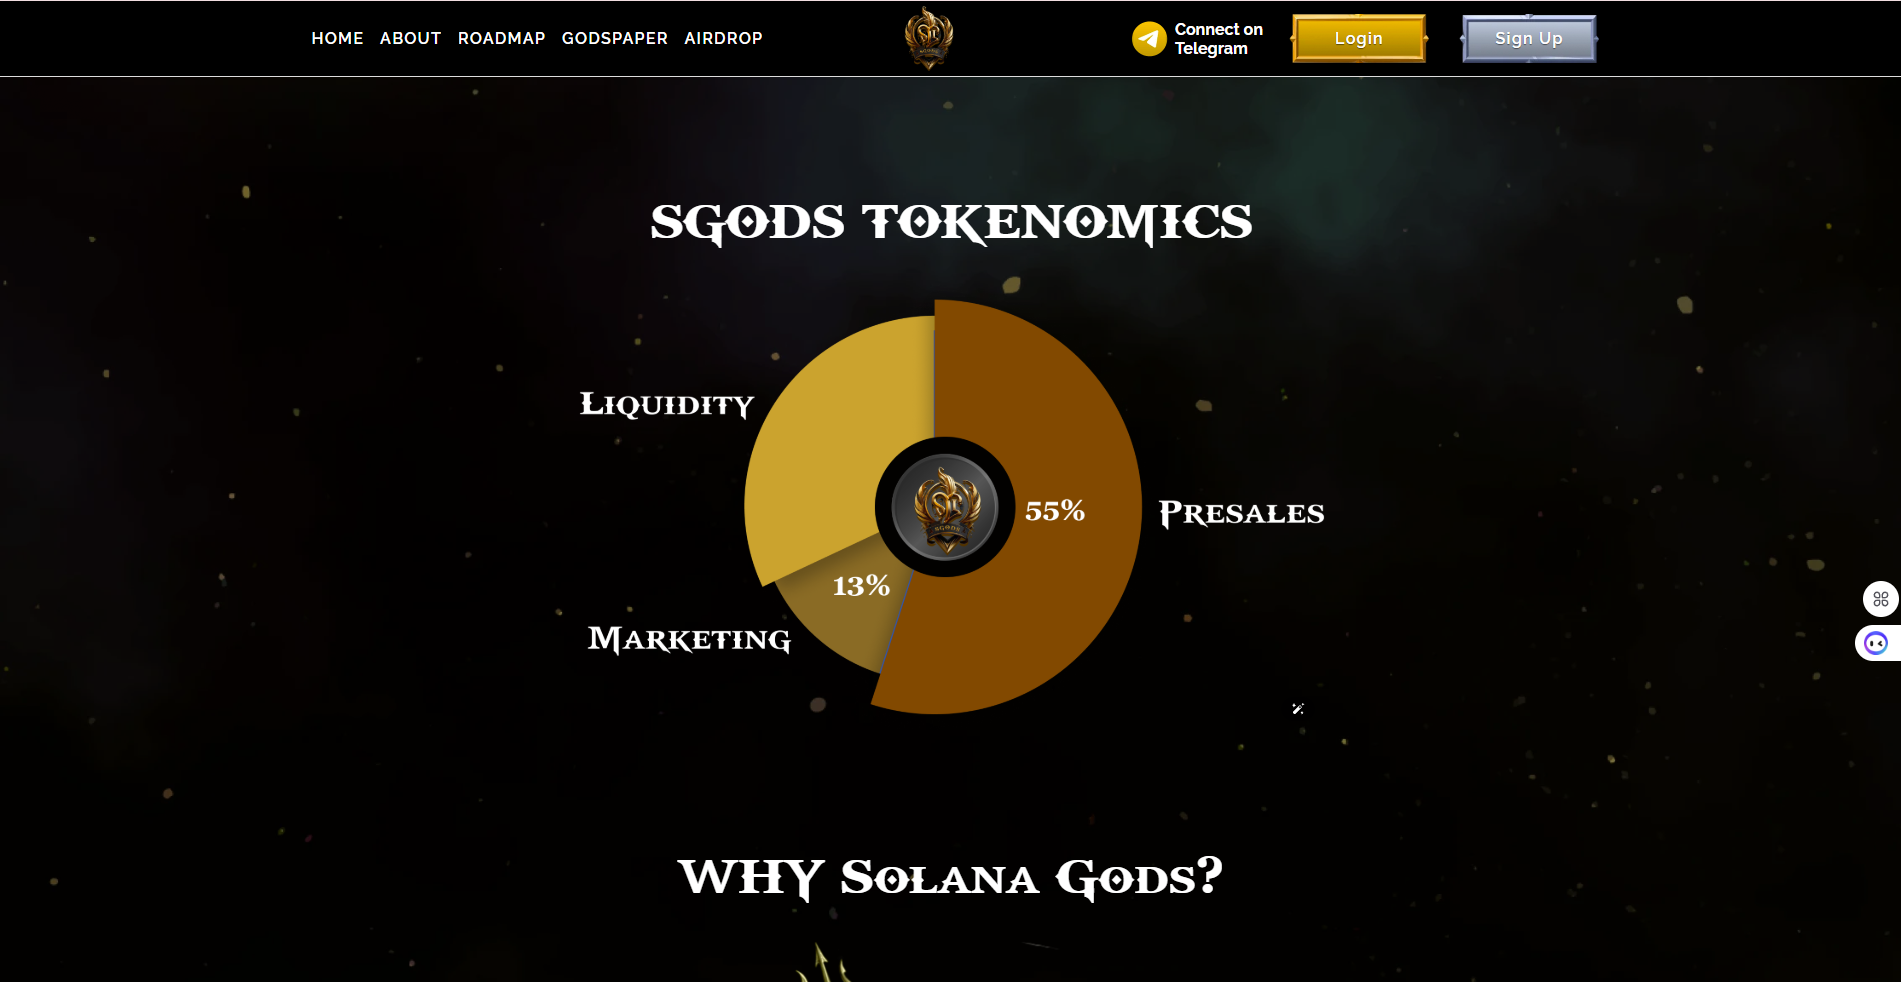 HOME ABOUT ROADMAP GODSPAPER AIRDROP
Connect on
Telegram
Login
Sign Up
SGODS TOKENOMICS
LIQUIDITY
55%
PRESALES
SGODS
13%
MARKETING
WHY SOLANA GODS?